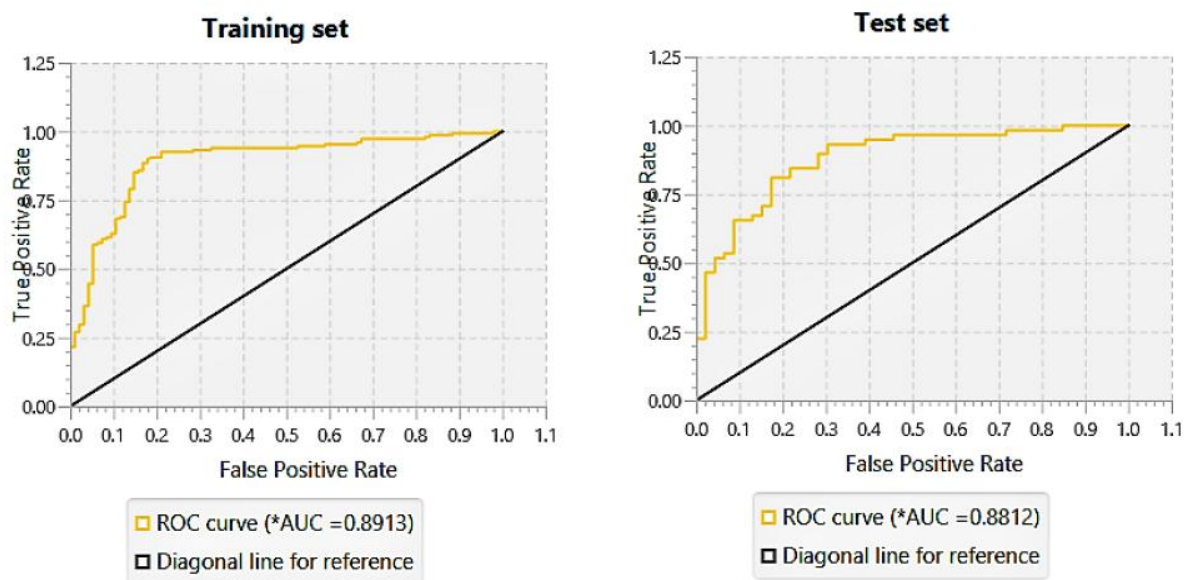 Training set
1.25
1.00
0.75
0.50
0.25
0.00
True Positive Rate
0.0 0.1 0.2 0.3 0.4 0.5 0.6 0.7 0.8 0.9 1.0 1.1
False Positive Rate
ROC curve (*AUC =0.8913)
Diagonal line for reference
Test set
1.25
1.00
0.75
0.50
0.25
0.00
True Positive Rate
0.0 0.1 0.2 0.3 0.4 0.5 0.6 0.7 0.8 0.9 1.0 1.1
False Positive Rate
ROC curve (*AUC =0.8812)
Diagonal line for reference